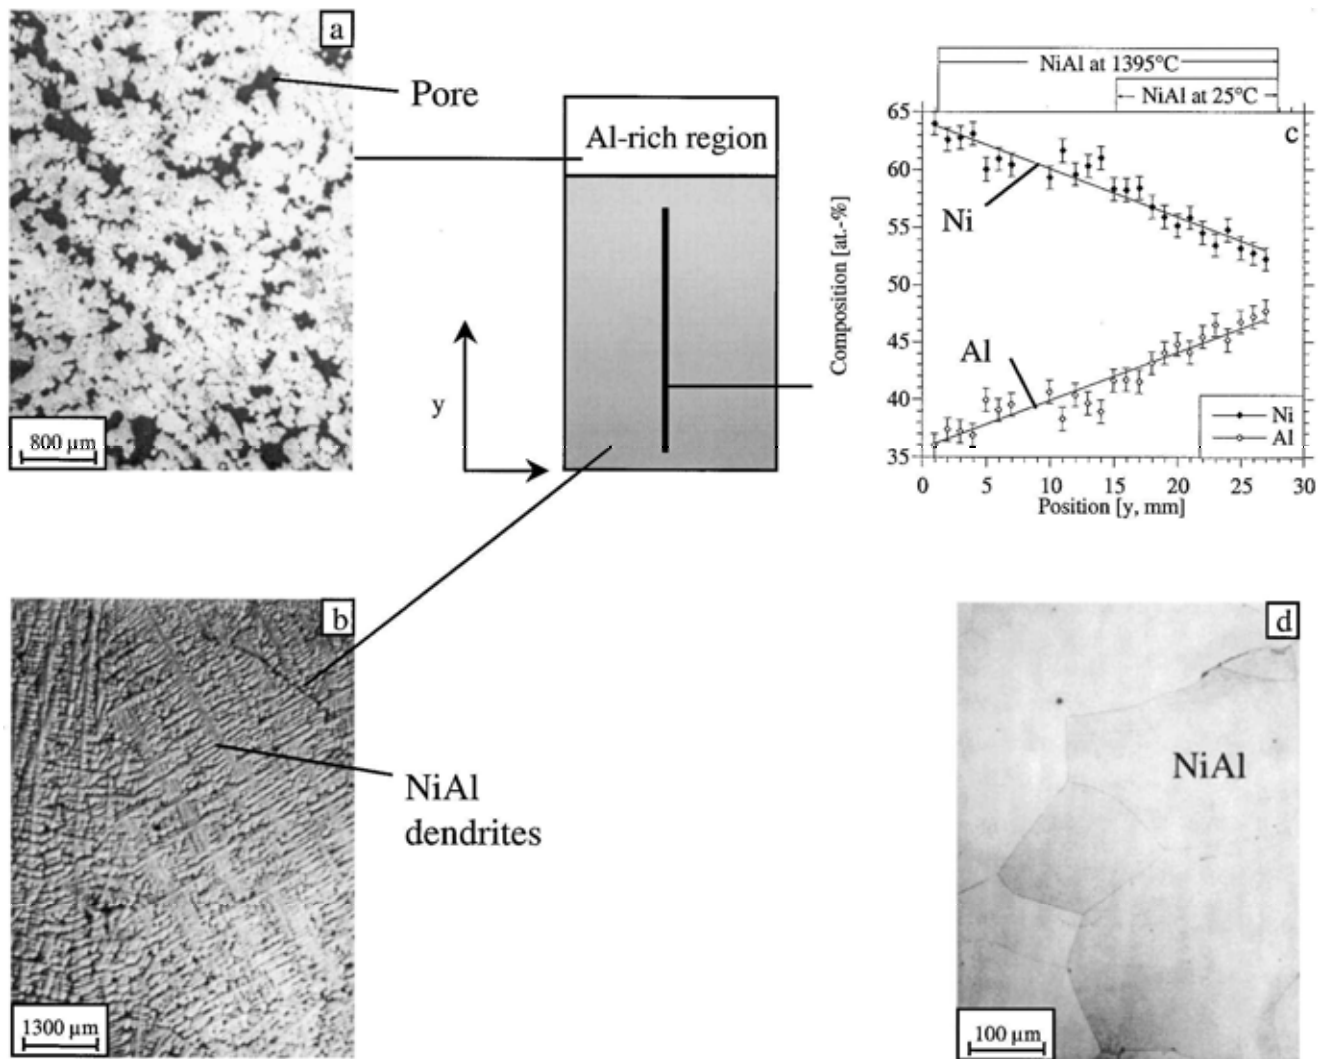 a
Pore
800 µm
Al-rich region
y
NiAl at 1395°C
NiAl at 25°C
c
Composition [at.-%]
65
60
55
50
45
40
35
Ni
Al
Ni
Al
0
5
10
15
20
25
30
Position [y, mm]
b
NiAl
dendrites
1300 µm
d
NiAl
100 µm